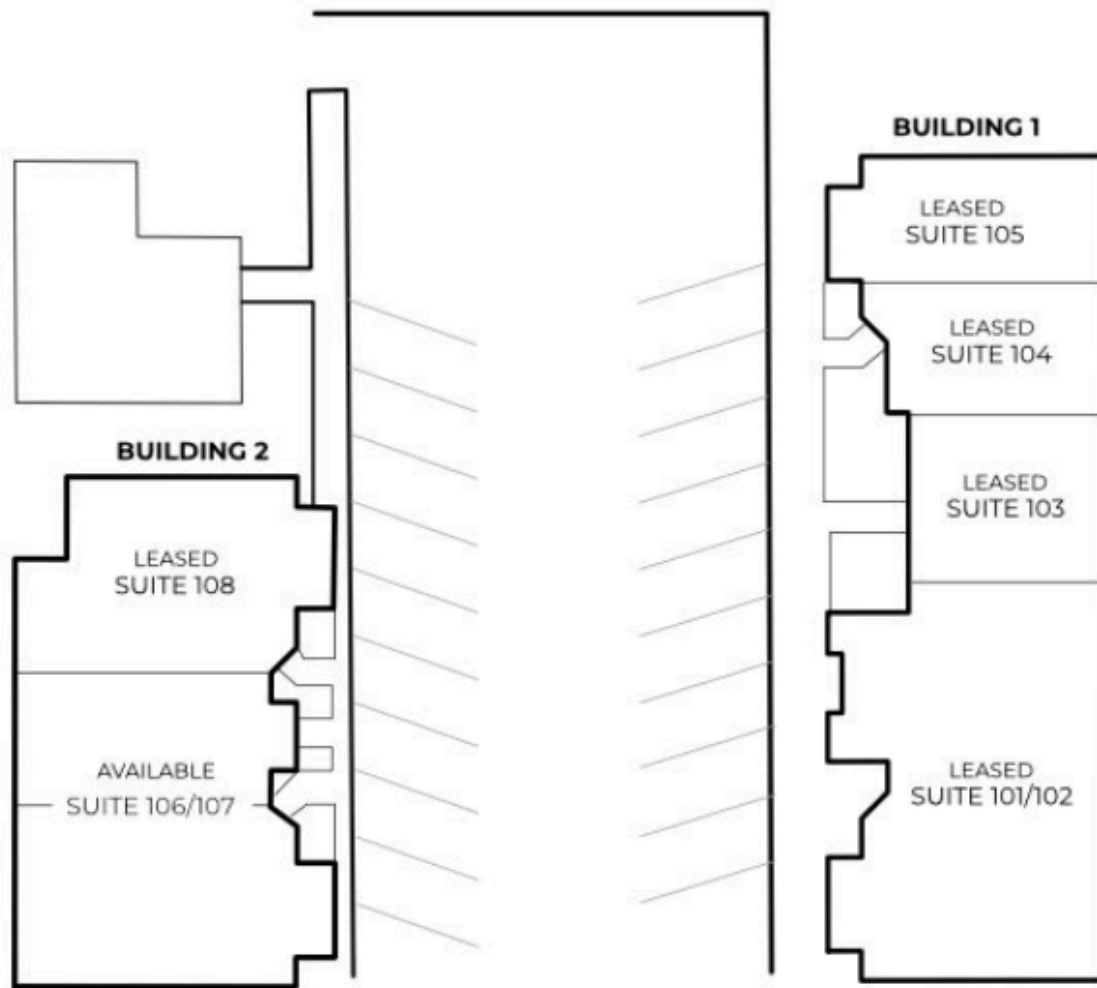 BUILDING 1
LEASED
SUITE 105
LEASED
SUITE 104
BUILDING 2
LEASED
SUITE 103
LEASED
SUITE 108
AVAILABLE
SUITE 106/107
LEASED
SUITE 101/102